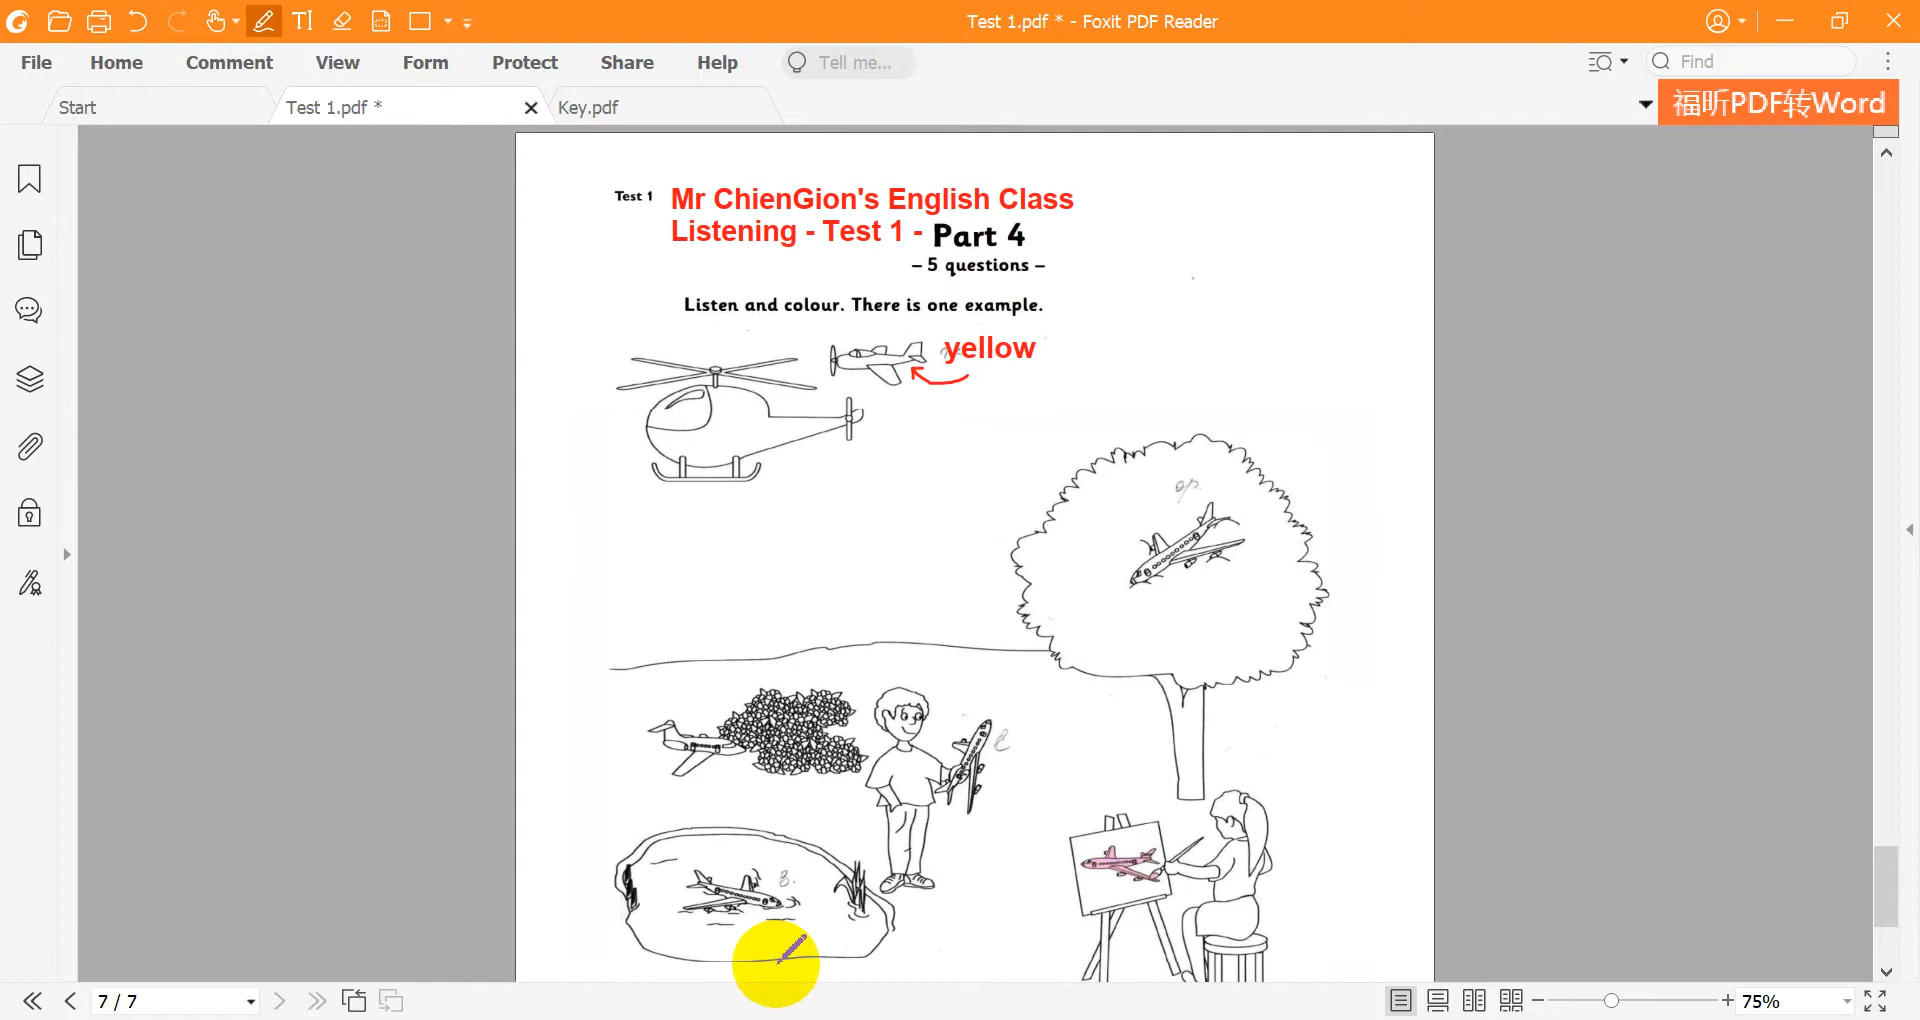 Test 1.pdf * - Foxit PDF Reader
File Home Comment View Form Protect Share Help Tell me... Find
Start Test 1.pdf * Key.pdf 福昕PDF转Word
Test 1 Mr ChienGion's English Class
Listening - Test 1 - Part 4
– 5 questions –
Listen and colour. There is one example.
yellow
7 / 7 75%